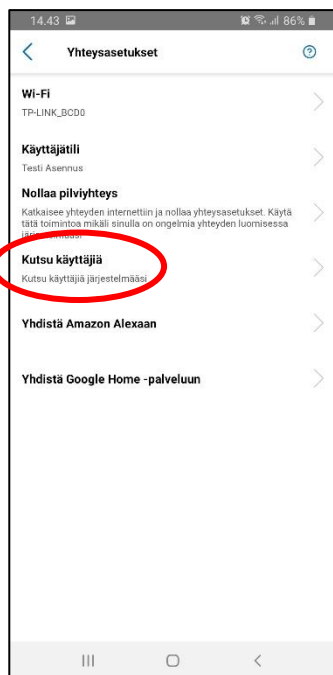 14.43 86%
Yhteysasetukset
Wi-Fi
TP-LINK_BCD0
Käyttäjätili
Testi Asennus
Nollaa pilviyhteys
Katkaisee yhteyden internettiin ja nollaa yhteysasetukset. Käytä
tätä toimintoa mikäli sinulla on ongelmia yhteyden luomisessa
järjestelmääsi
Kutsu käyttäjiä
Kutsu käyttäjiä järjestelmääsi
Yhdistä Amazon Alexaan
Yhdistä Google Home -palveluun